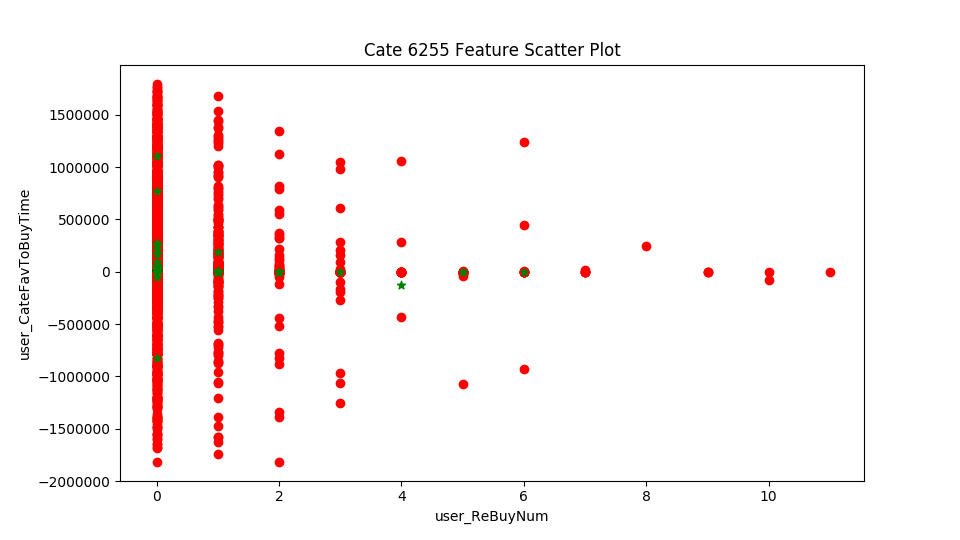 Cate 6255 Feature Scatter Plot
1500000
1000000
500000
0
−500000
−1000000
−1500000
−2000000
user_CateFavToBuyTime
0 2 4 6 8 10
user_ReBuyNum